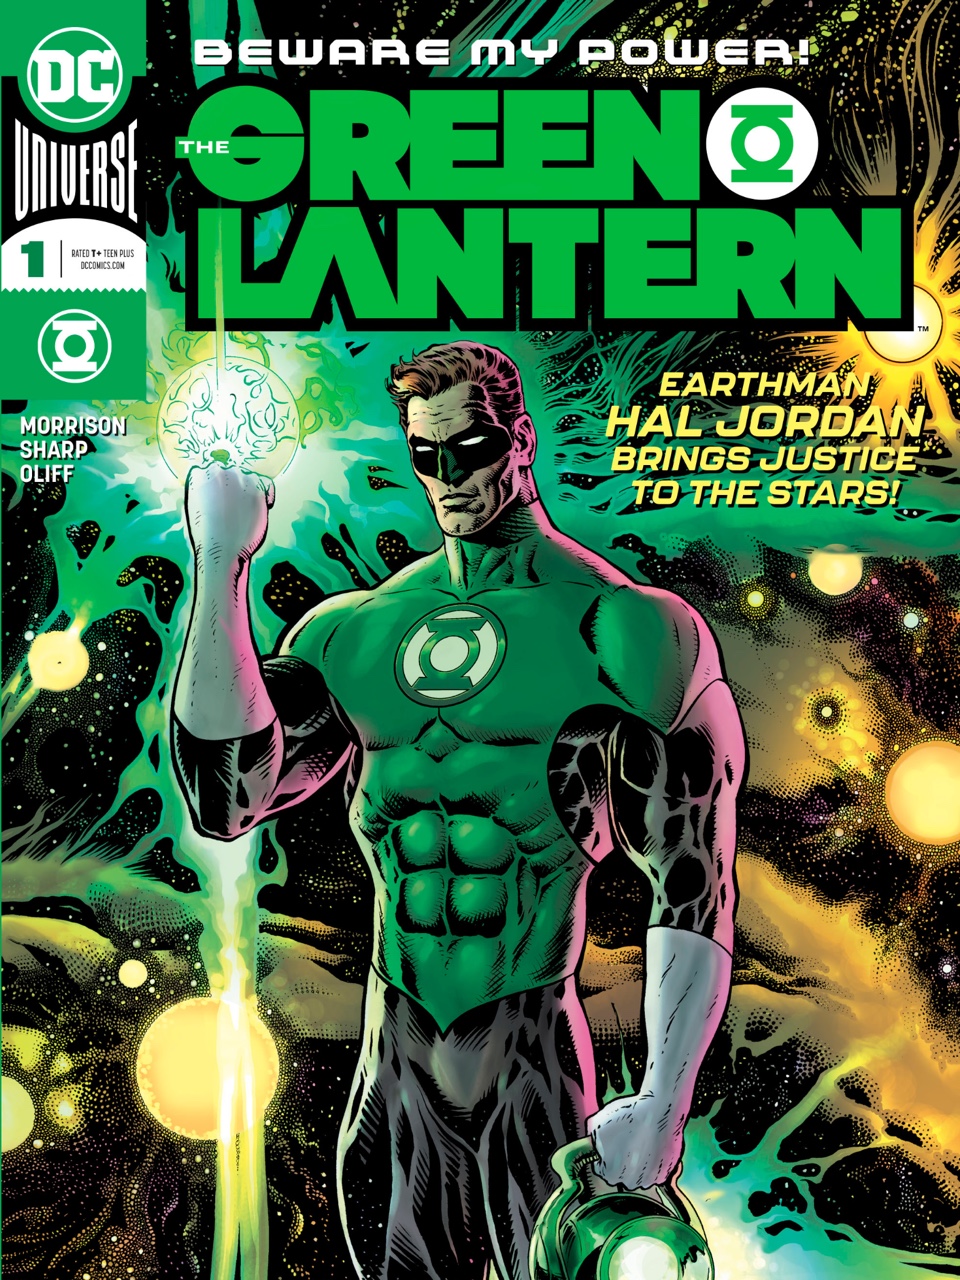 BEWARE MY POWER!
THE GREEN
LANTERN
™
DC
UNIVERSE
1
RATED T+ TEEN PLUS
DCCOMICS.COM
MORRISON
SHARP
OLIFF
EARTHMAN
HAL JORDAN
BRINGS JUSTICE
TO THE STARS!